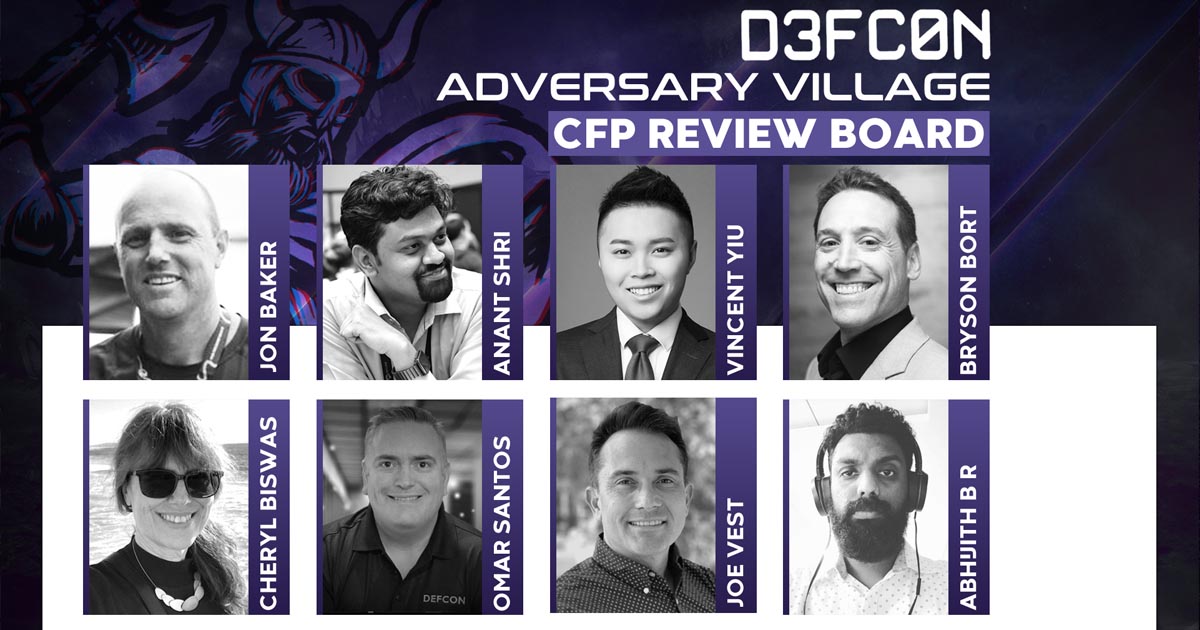 D3FC0N
ADVERSARY VILLAGE
CFP REVIEW BOARD
JON BAKER
ANANT SHRI
VINCENT YIU
BRYSON BORT
CHERYL BISWAS
OMAR SANTOS
DEFCON
JOE VEST
ABHIJITH B R